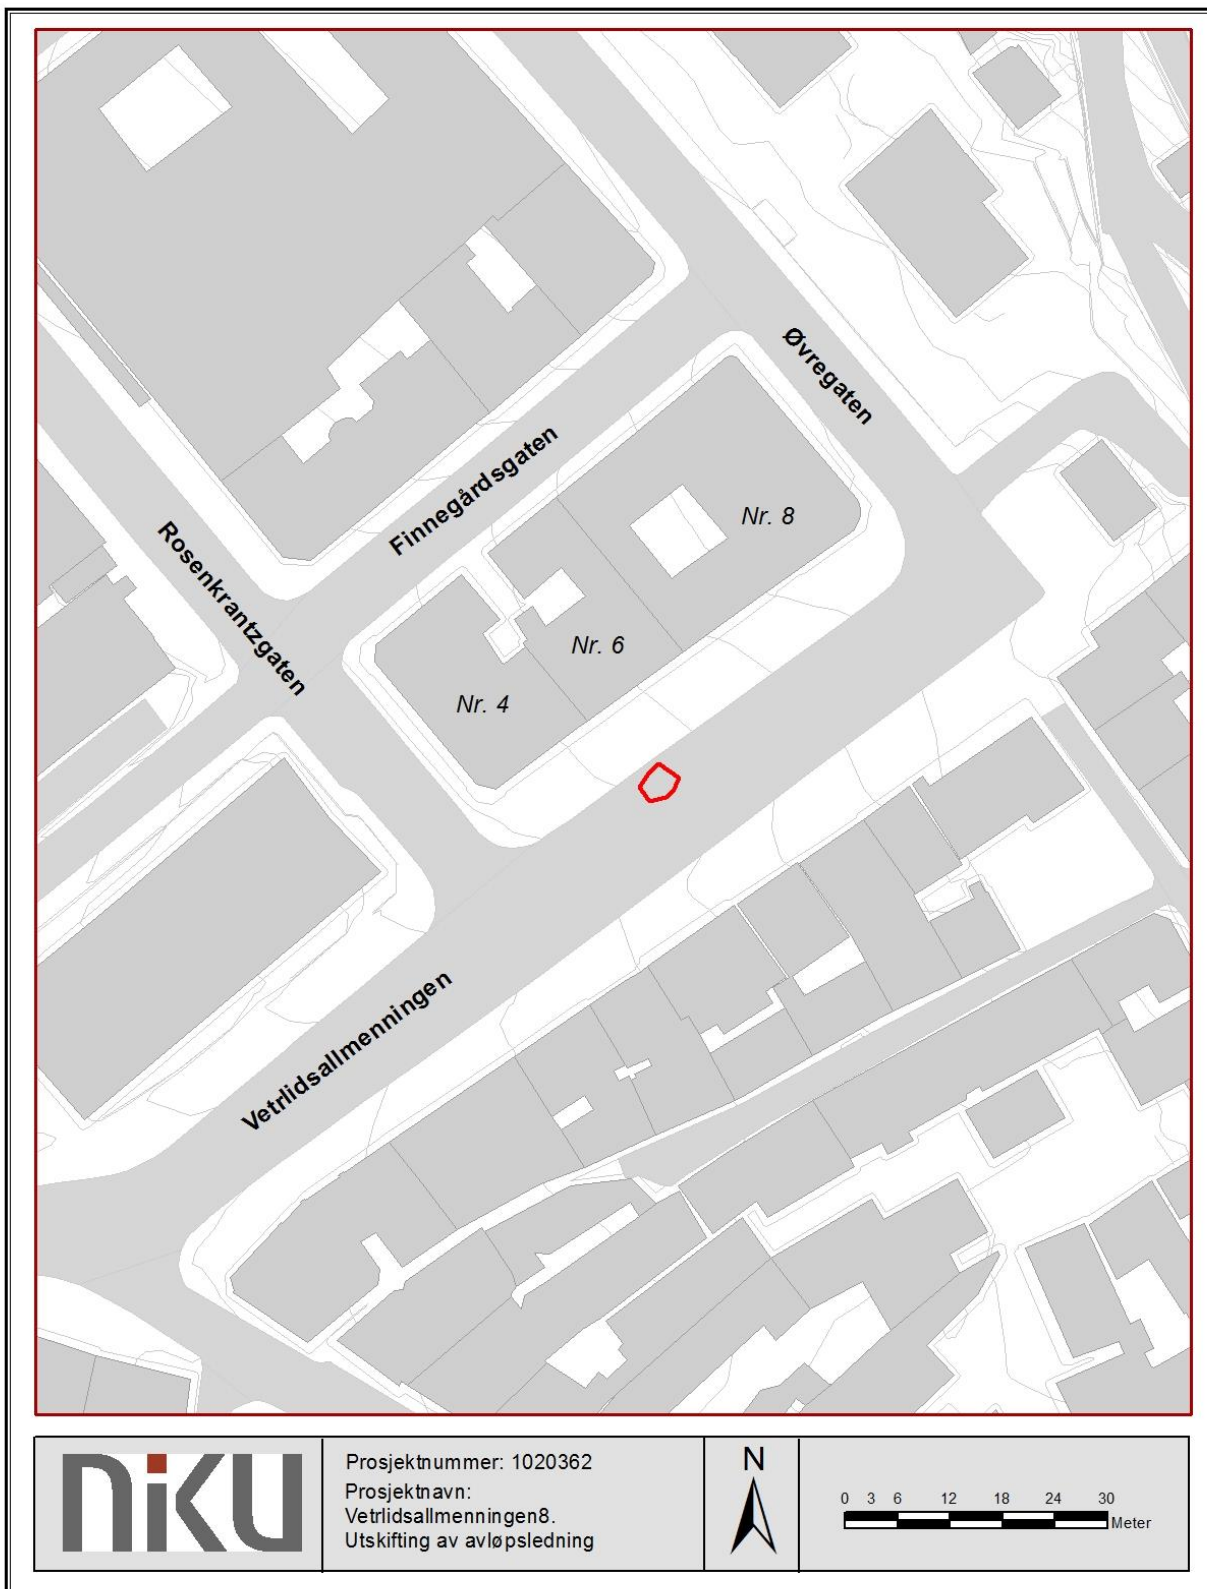 Øvregaten
Finnegårdsgaten
Rosenkrantzgaten
Nr. 8
Nr. 6
Nr. 4
Vetrlidsallmenningen
NiKU
Prosjektnummer: 1020362
Prosjektnavn:
Vetrlidsallmenningen8.
Utskifting av avløpsledning
N
0 3 6 12 18 24 30
Meter